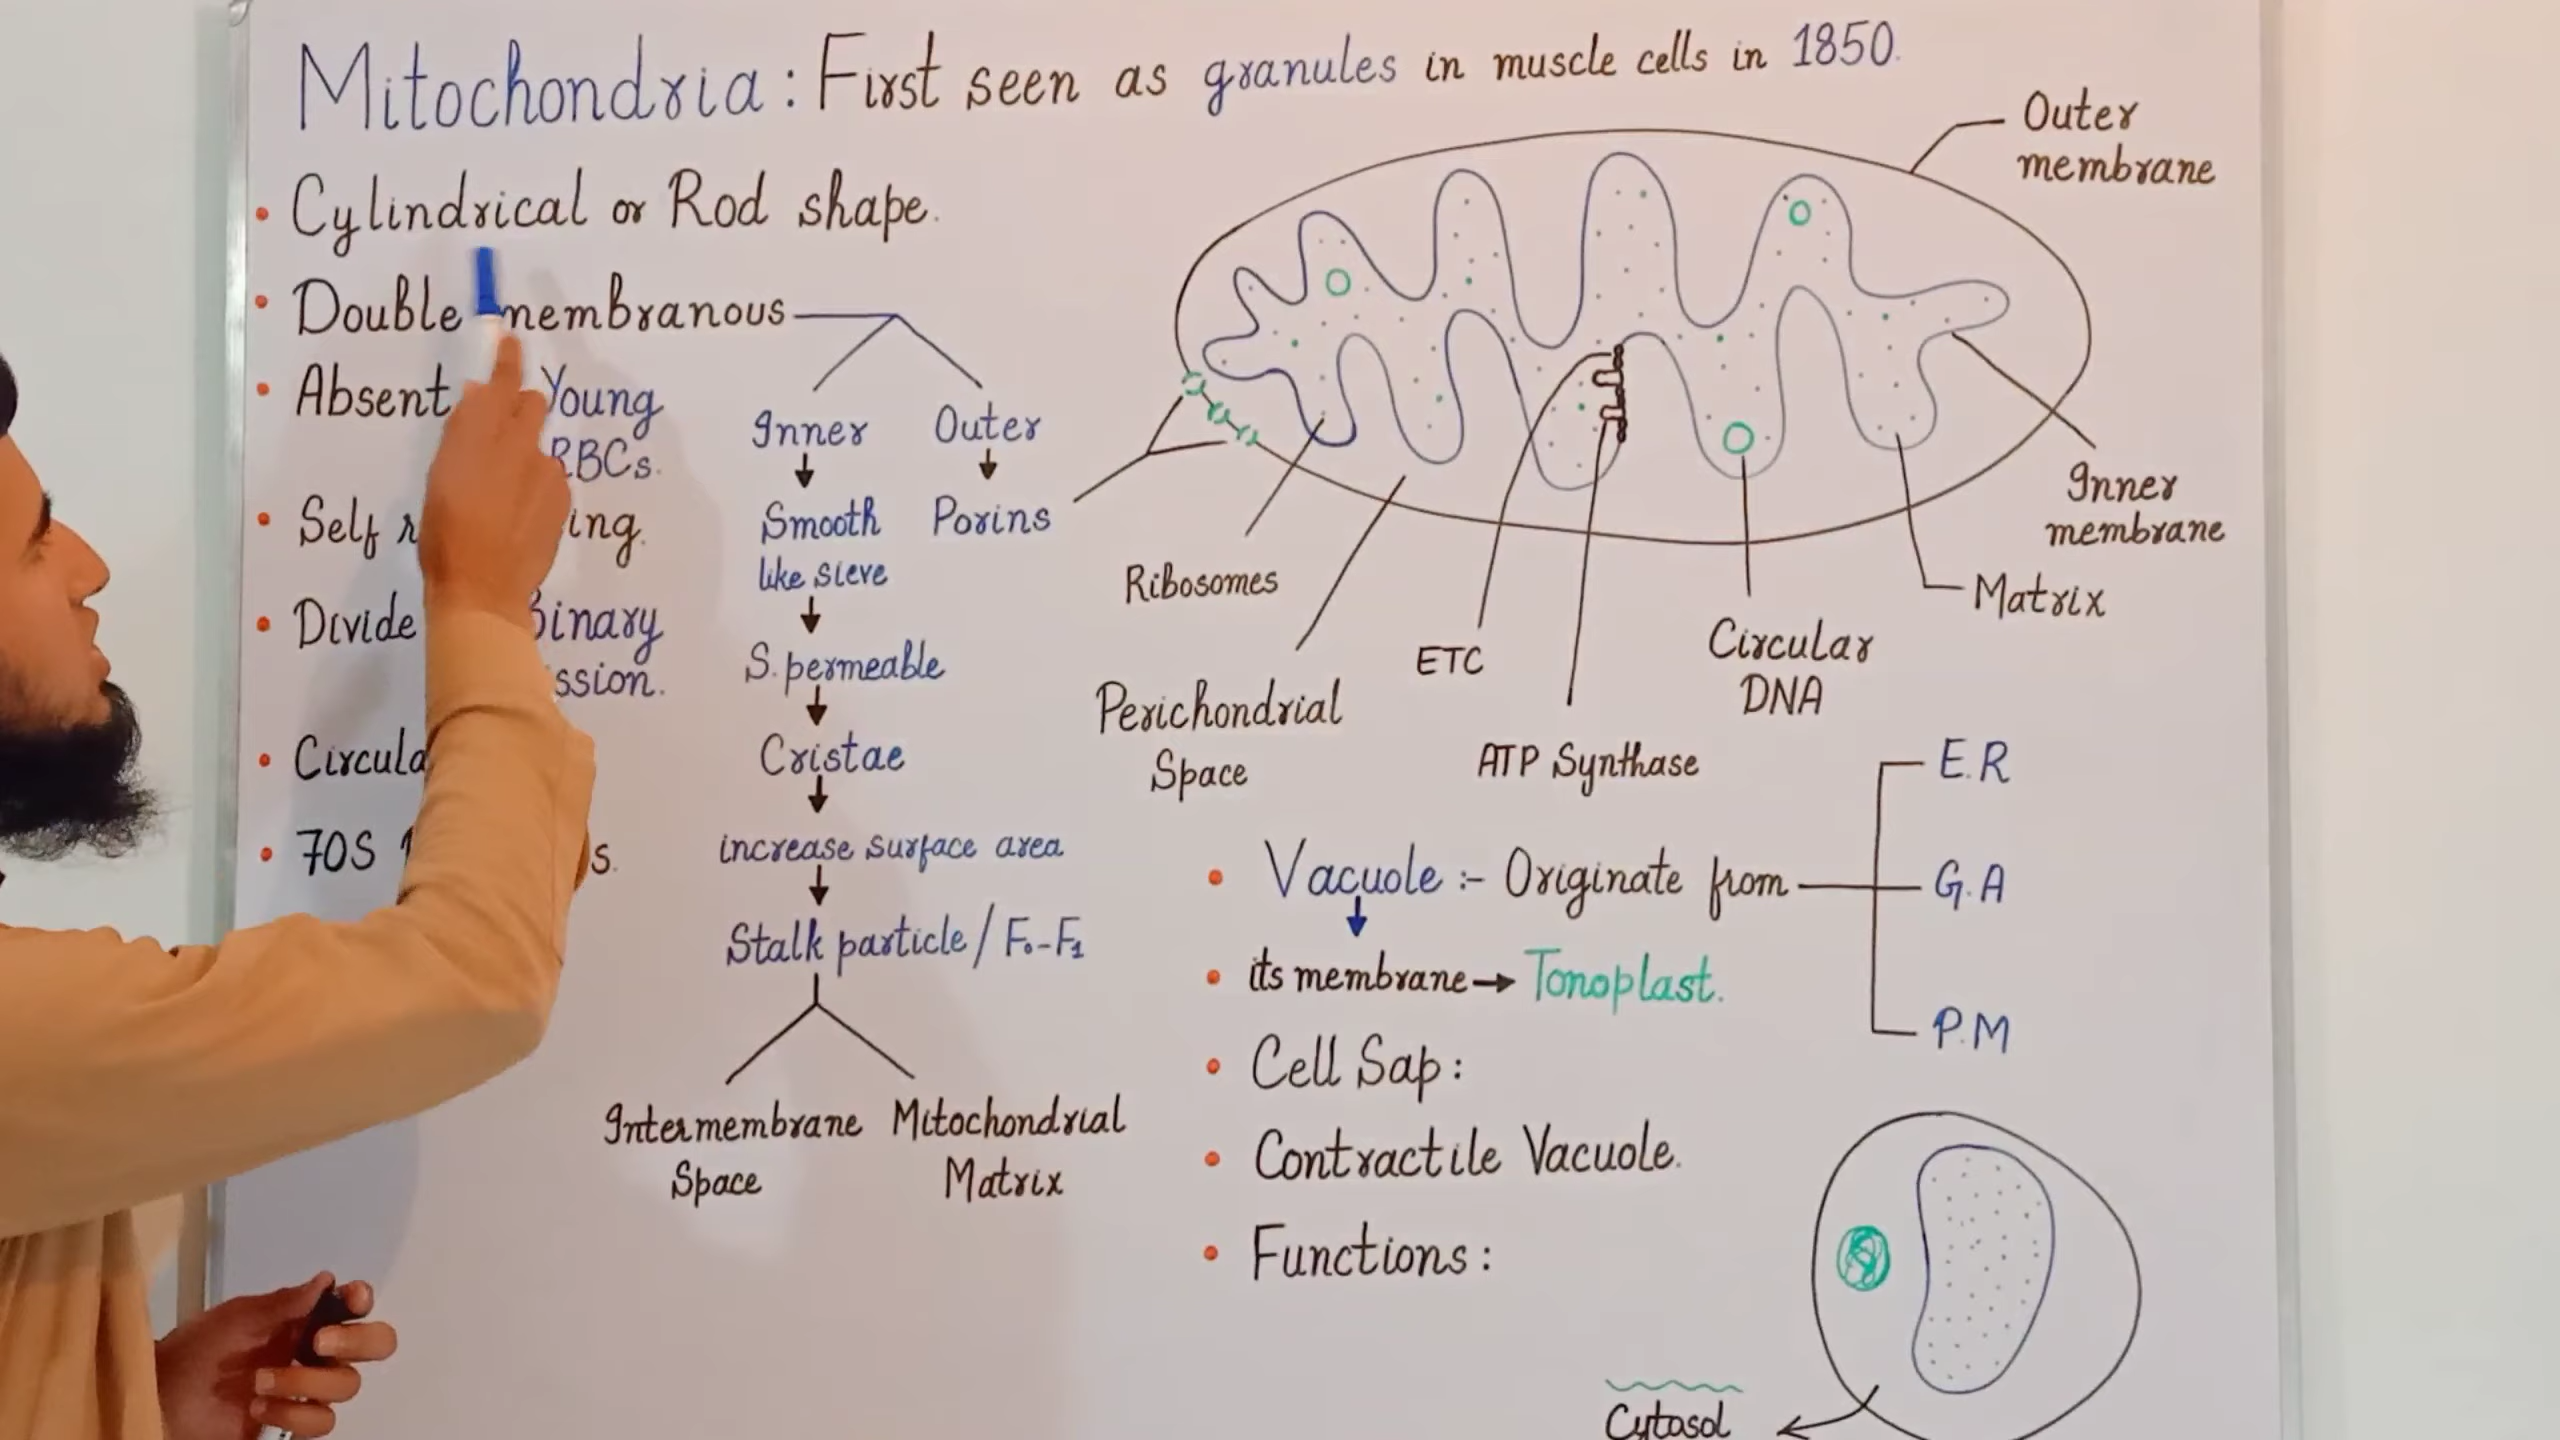 Mitochondria: First seen as granules in muscle cells in 1850.
• Cylindrical or Rod shape.
• Double membranous
• Absent Young
RBCs.
• Self
• Divide Binary
• Circula
• 70S
Inner
Smooth
like sieve
S. permeable
Cristae
increase surface area
Stalk particle / F₀-F₁
Intermembrane
Space
Mitochondrial
Matrix
Outer
Porins
Outer
membrane
Inner
membrane
Matrix
Circular
DNA
ATP Synthase
ETC
Perichondrial
Space
Ribosomes
• Vacuole :- Originate from
E.R
G.A
P.M
• its membrane → Tonoplast.
• Cell Sap:
• Contractile Vacuole.
• Functions:
Cytosol